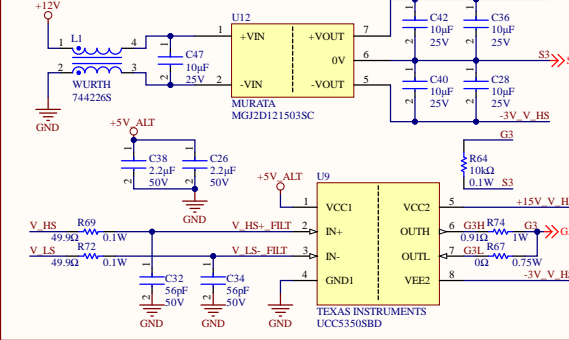 +12V
L1
1 4
2 3
WURTH
744226S
GND
C47
10µF
25V
1
2
U12
1 +VIN +VOUT 7
0V 6
2 -VIN -VOUT 5
MURATA
MGJ2D121503SC
C42
10µF
25V
C36
10µF
25V
S3
C40
10µF
25V
C28
10µF
25V
-3V_V_HS
+5V_ALT
C38
2.2µF
50V
C26
2.2µF
50V
GND
G3
R64
10kΩ
0.1W
S3
+5V_ALT
U9
1 VCC1 VCC2 5 +15V_V_H
V_HS R69 V_HS+_FILT 2 IN+ OUTH 6 G3H R74 G3
49.9Ω 0.1W 0.91Ω 1W
V_LS R72 V_LS-_FILT 3 IN- OUTL 7 G3L R67
49.9Ω 0.1W 0Ω 0.75W
4 GND1 VEE2 8 -3V_V_H
C32
56pF
50V
C34
56pF
50V
GND GND GND
TEXAS INSTRUMENTS
UCC5350SBD